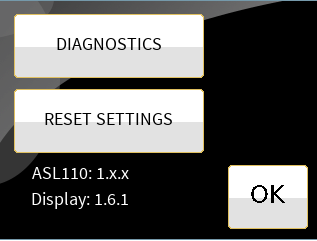 DIAGNOSTICS
RESET SETTINGS
ASL110: 1.x.x
Display: 1.6.1
OK